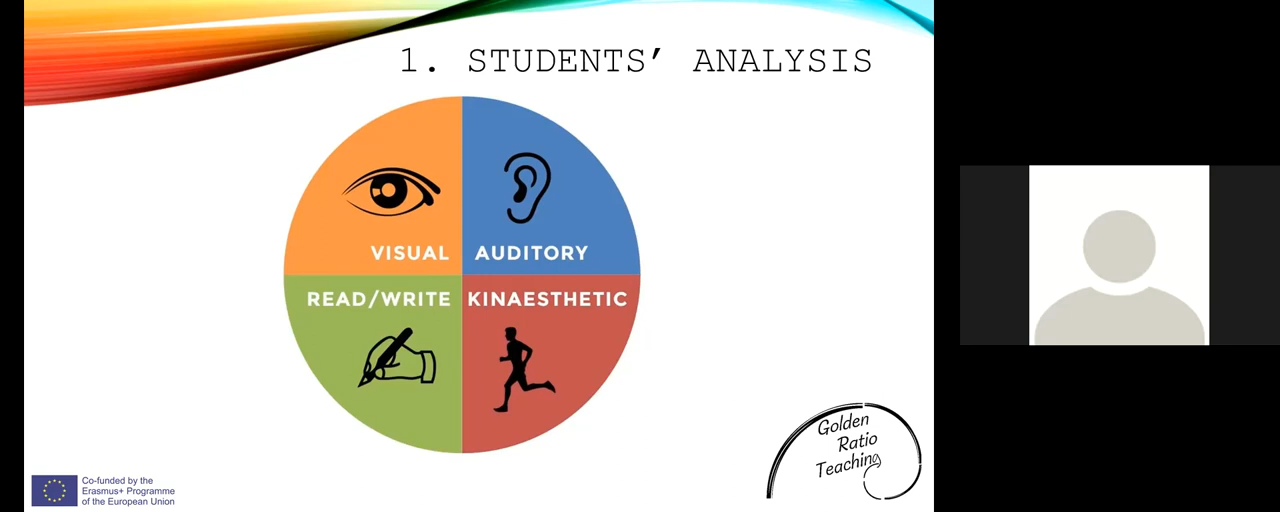 1. STUDENTS’ ANALYSIS
VISUAL
AUDITORY
READ/WRITE
KINAESTHETIC
Golden
Ratio
Teaching
Co-funded by the
Erasmus+ Programme
of the European Union